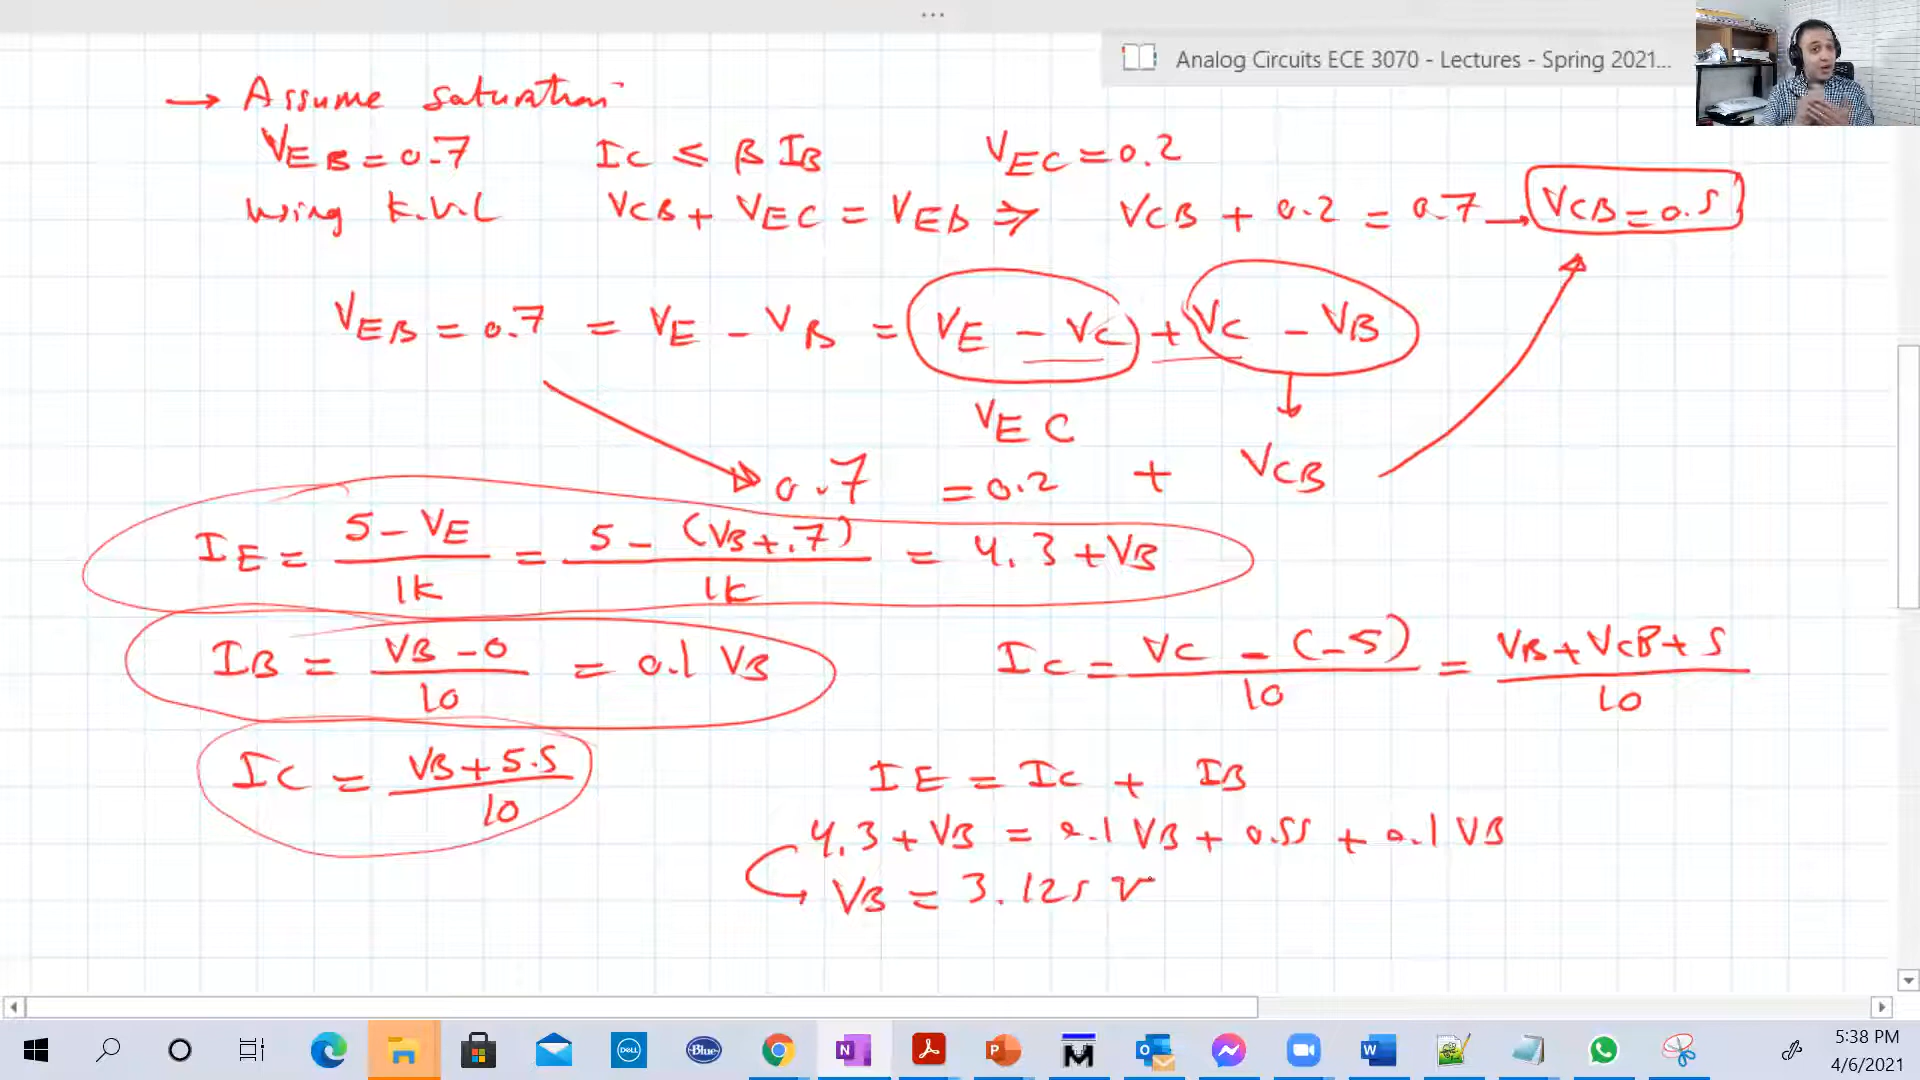 Analog Circuits ECE 3070 - Lectures - Spring 2021...
→ Assume saturation
VEB = 0.7 IC ≤ β IB VEC = 0.2
using K.V.L VCB + VEC = VEB ⇒ VCB + 0.2 = 0.7 → VCB = 0.5
VEB = 0.7 = VE - VB = VE - VC + VC - VB
VEC
VCB
0.7 = 0.2 +
IE = 5 - VE / 1K = 5 - (VB + .7) / 1K = 4.3 + VB
IB = VB - 0 / 10 = 0.1 VB
IC = VC - (-5) / 10 = VB + VCB + 5 / 10
IC = VB + 5.5 / 10
IE = IC + IB
4.3 + VB = 0.1 VB + 0.55 + 0.1 VB
VB = 3.125 V
DELL
Blue
5:38 PM
4/6/2021